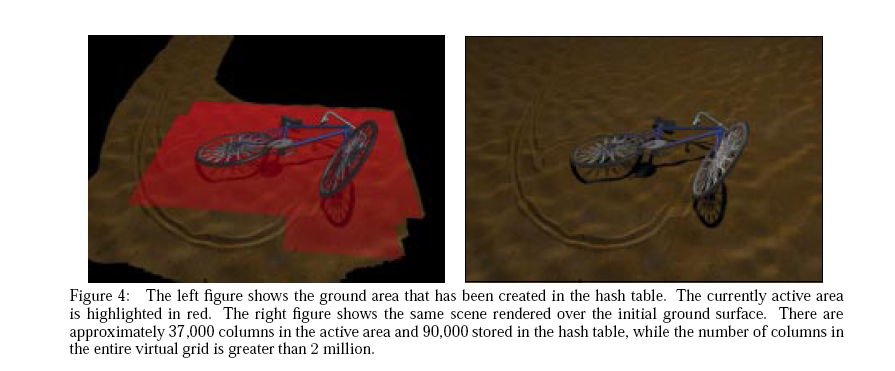 Figure 4: The left figure shows the ground area that has been created in the hash table. The currently active area
is highlighted in red. The right figure shows the same scene rendered over the initial ground surface. There are
approximately 37,000 columns in the active area and 90,000 stored in the hash table, while the number of columns in
the entire virtual grid is greater than 2 million.